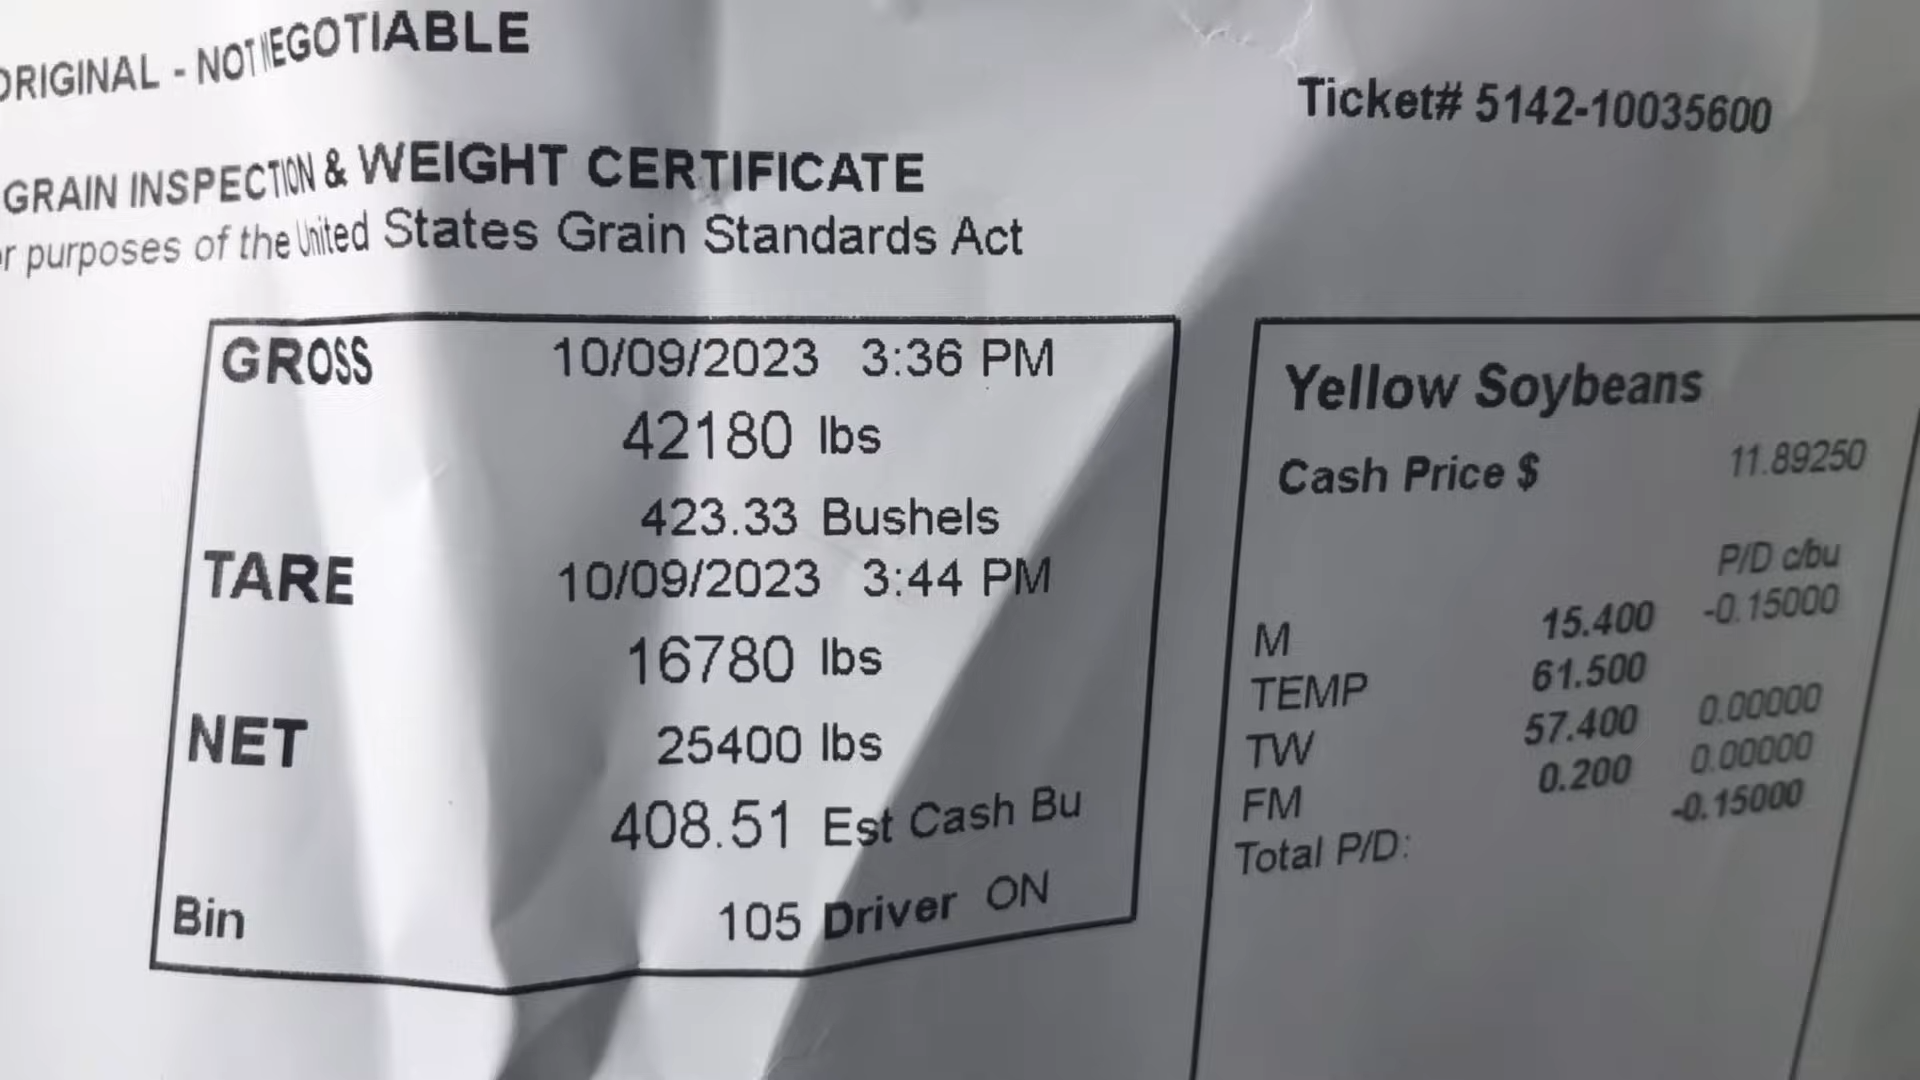 ORIGINAL - NOT NEGOTIABLE
Ticket# 5142-10035600
GRAIN INSPECTION & WEIGHT CERTIFICATE
r purposes of the United States Grain Standards Act
GROSS 10/09/2023 3:36 PM
42180 lbs
423.33 Bushels
TARE 10/09/2023 3:44 PM
16780 lbs
NET 25400 lbs
408.51 Est Cash Bu
Bin 105 Driver ON
Yellow Soybeans
Cash Price $ 11.89250
P/D c/bu
M 15.400 -0.15000
TEMP 61.500
TW 57.400 0.00000
FM 0.200 0.00000
Total P/D: -0.15000